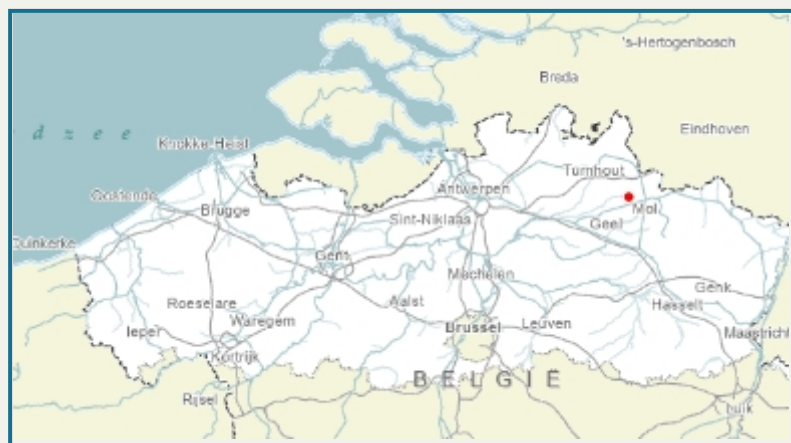 's-Hertogenbosch
Breda
Eindhoven
d z e e
Knokke-Heist
Turnhout
Oostende
Antwerpen
Brugge
Mol
Sint-Niklaas
Geel
Duinkerke
Gent
Mechelen
Genk
Roeselare
Aalst
Hasselt
Ieper
Waregem
Brussel
Leuven
Maastricht
Kortrijk
BELGIË
Rijsel
Luik